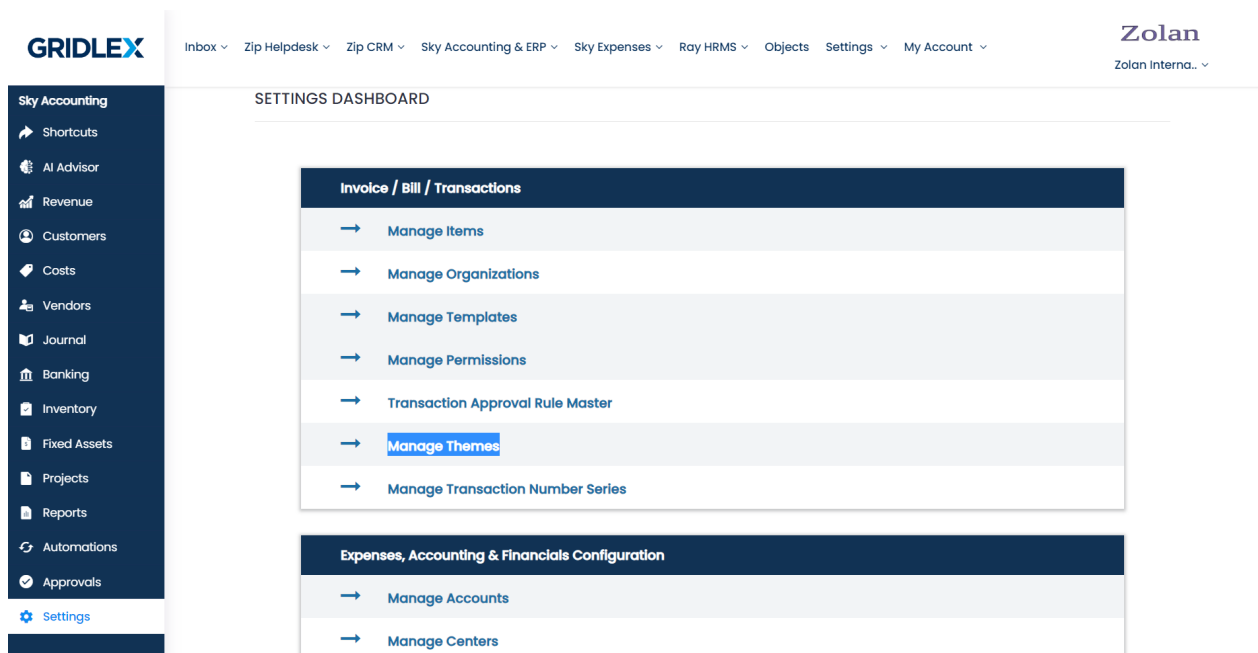 GRIDLEX
Inbox Zip Helpdesk Zip CRM Sky Accounting & ERP Sky Expenses Ray HRMS Objects Settings My Account
Zolan
Zolan Interna..
Sky Accounting
Shortcuts
AI Advisor
Revenue
Customers
Costs
Vendors
Journal
Banking
Inventory
Fixed Assets
Projects
Reports
Automations
Approvals
Settings
SETTINGS DASHBOARD
Invoice / Bill / Transactions
Manage Items
Manage Organizations
Manage Templates
Manage Permissions
Transaction Approval Rule Master
Manage Themes
Manage Transaction Number Series
Expenses, Accounting & Financials Configuration
Manage Accounts
Manage Centers